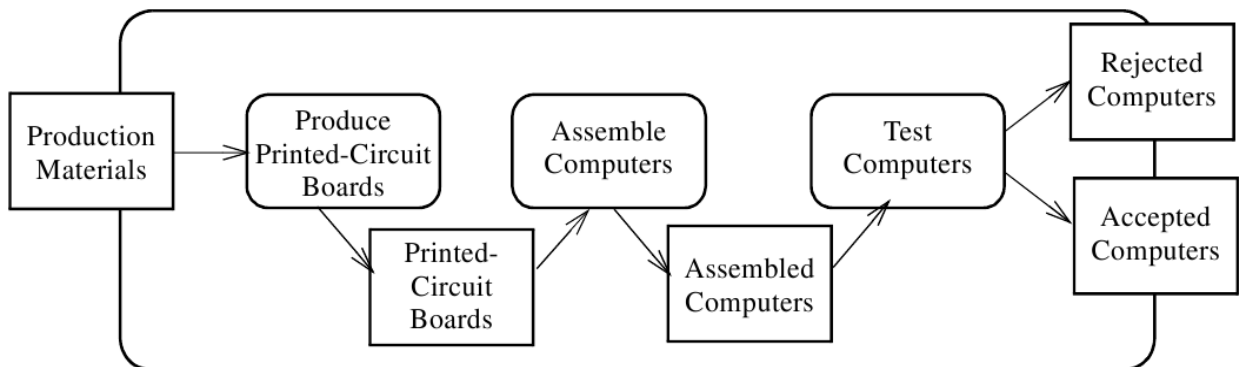 Production
Materials
Produce
Printed-Circuit
Boards
Printed-
Circuit
Boards
Assemble
Computers
Assembled
Computers
Test
Computers
Rejected
Computers
Accepted
Computers